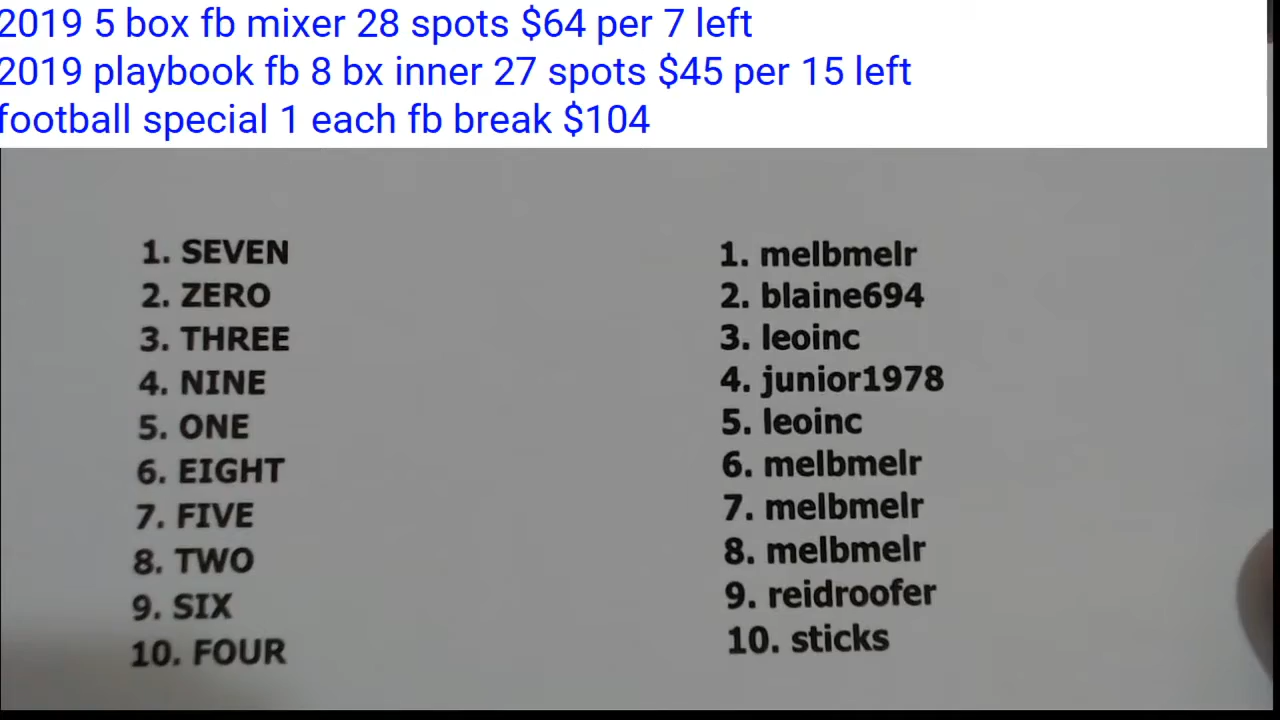 2019 5 box fb mixer 28 spots $64 per 7 left
2019 playbook fb 8 bx inner 27 spots $45 per 15 left
football special 1 each fb break $104
1. SEVEN
2. ZERO
3. THREE
4. NINE
5. ONE
6. EIGHT
7. FIVE
8. TWO
9. SIX
10. FOUR
1. melbmelr
2. blaine694
3. leoinc
4. junior1978
5. leoinc
6. melbmelr
7. melbmelr
8. melbmelr
9. reidroofer
10. sticks